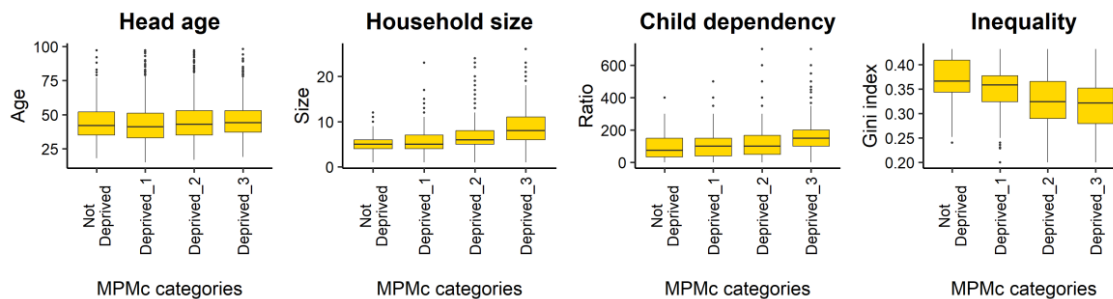 Head age
Age
100
75
50
25
Not
Deprived
Deprived_1
Deprived_2
Deprived_3
MPMc categories
Household size
Size
20
10
0
Not
Deprived
Deprived_1
Deprived_2
Deprived_3
MPMc categories
Child dependency
Ratio
600
400
200
0
Not
Deprived
Deprived_1
Deprived_2
Deprived_3
MPMc categories
Inequality
Gini index
0.40
0.35
0.30
0.25
0.20
Not
Deprived
Deprived_1
Deprived_2
Deprived_3
MPMc categories